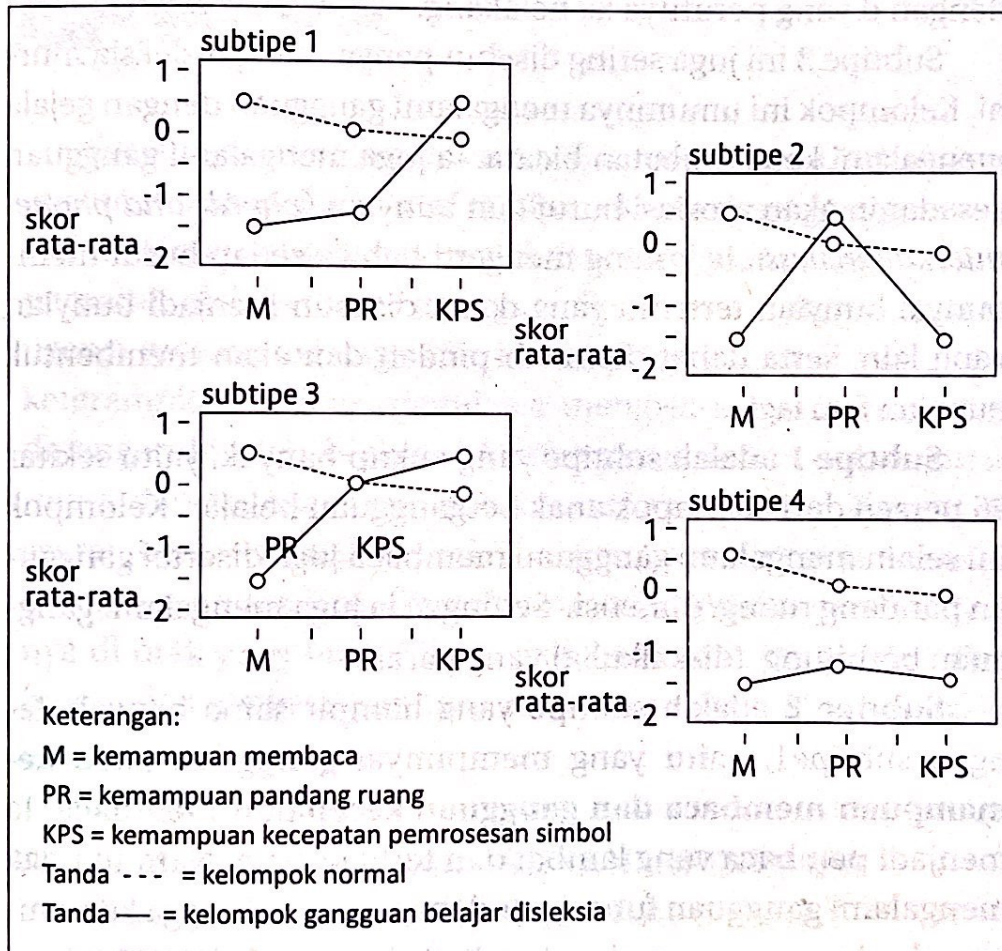 subtipe 1
1
0
-1
-2
skor
rata-rata
M PR KPS
subtipe 2
1
0
-1
-2
skor
rata-rata
M PR KPS
subtipe 3
1
0
-1
-2
PR KPS
skor
rata-rata
M PR KPS
subtipe 4
1
0
-1
-2
skor
rata-rata
M PR KPS
Keterangan:
M = kemampuan membaca
PR = kemampuan pandang ruang
KPS = kemampuan kecepatan pemrosesan simbol
Tanda - - - = kelompok normal
Tanda —— = kelompok gangguan belajar disleksia